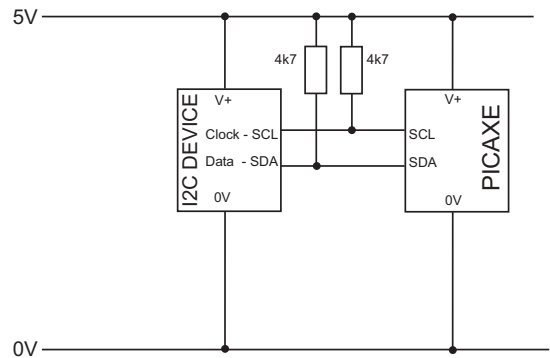 5V
4k7
4k7
I2C DEVICE
V+
Clock - SCL
Data - SDA
0V
PICAXE
V+
SCL
SDA
0V
0V